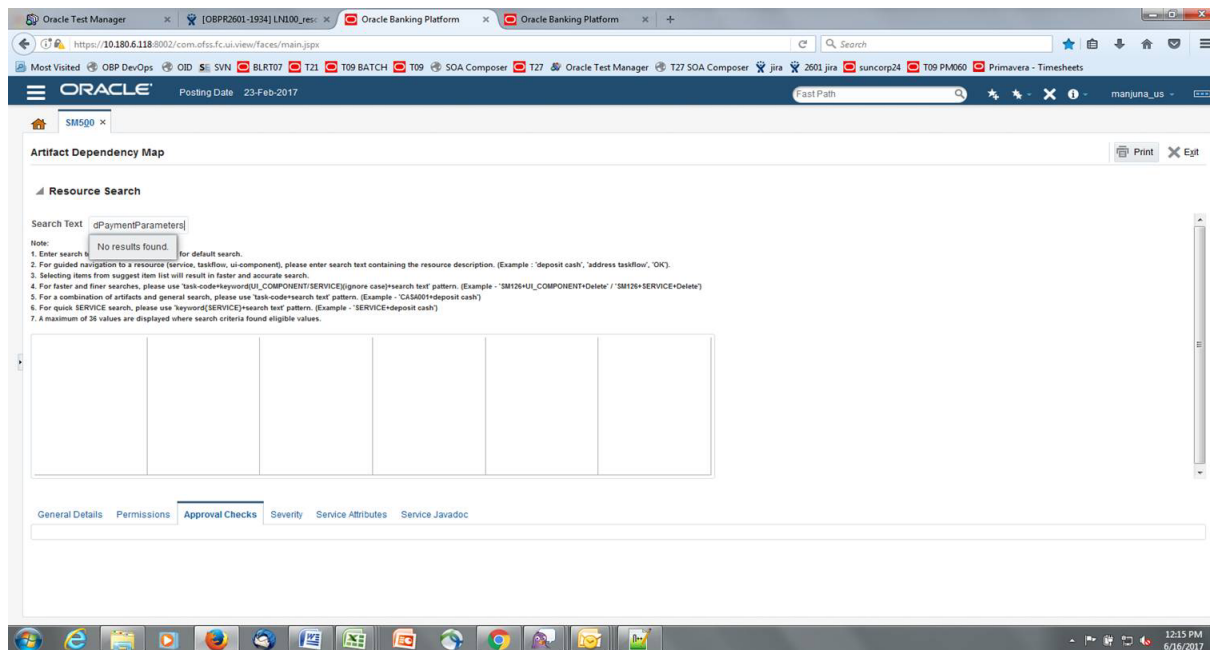 Oracle Test Manager × [OBPR2601-1934] LN100_resc × Oracle Banking Platform × Oracle Banking Platform × +
https://10.180.6.118:8002/com.ofss.fc.ui.view/faces/main.jspx Search
Most Visited OBP DevOps OID SE SVN BLRT07 T21 T09 BATCH T09 SOA Composer T27 Oracle Test Manager T27 SOA Composer jira 2601 jira suncorp24 T09 PM060 Primavera - Timesheets
ORACLE Posting Date 23-Feb-2017 Fast Path manjuna_us
SM500 ×
Artifact Dependency Map Print Exit
Resource Search
Search Text dPaymentParameters
No results found.
Note:
1. Enter search t for default search.
2. For guided navigation to a resource (service, taskflow, ui-component), please enter search text containing the resource description. (Example : 'deposit cash', 'address taskflow', 'OK').
3. Selecting items from suggest item list will result in faster and accurate search.
4. For faster and finer searches, please use 'task-code+keyword(UI_COMPONENT/SERVICE)(ignore case)+search text' pattern. (Example - 'SM126+UI_COMPONENT+Delete' / 'SM126+SERVICE+Delete')
5. For a combination of artifacts and general search, please use 'task-code+search text' pattern. (Example - 'CASA001+deposit cash')
6. For quick SERVICE search, please use 'keyword(SERVICE)+search text' pattern. (Example - 'SERVICE+deposit cash')
7. A maximum of 36 values are displayed where search criteria found eligible values.
General Details Permissions Approval Checks Severity Service Attributes Service Javadoc
12:15 PM
6/16/2017